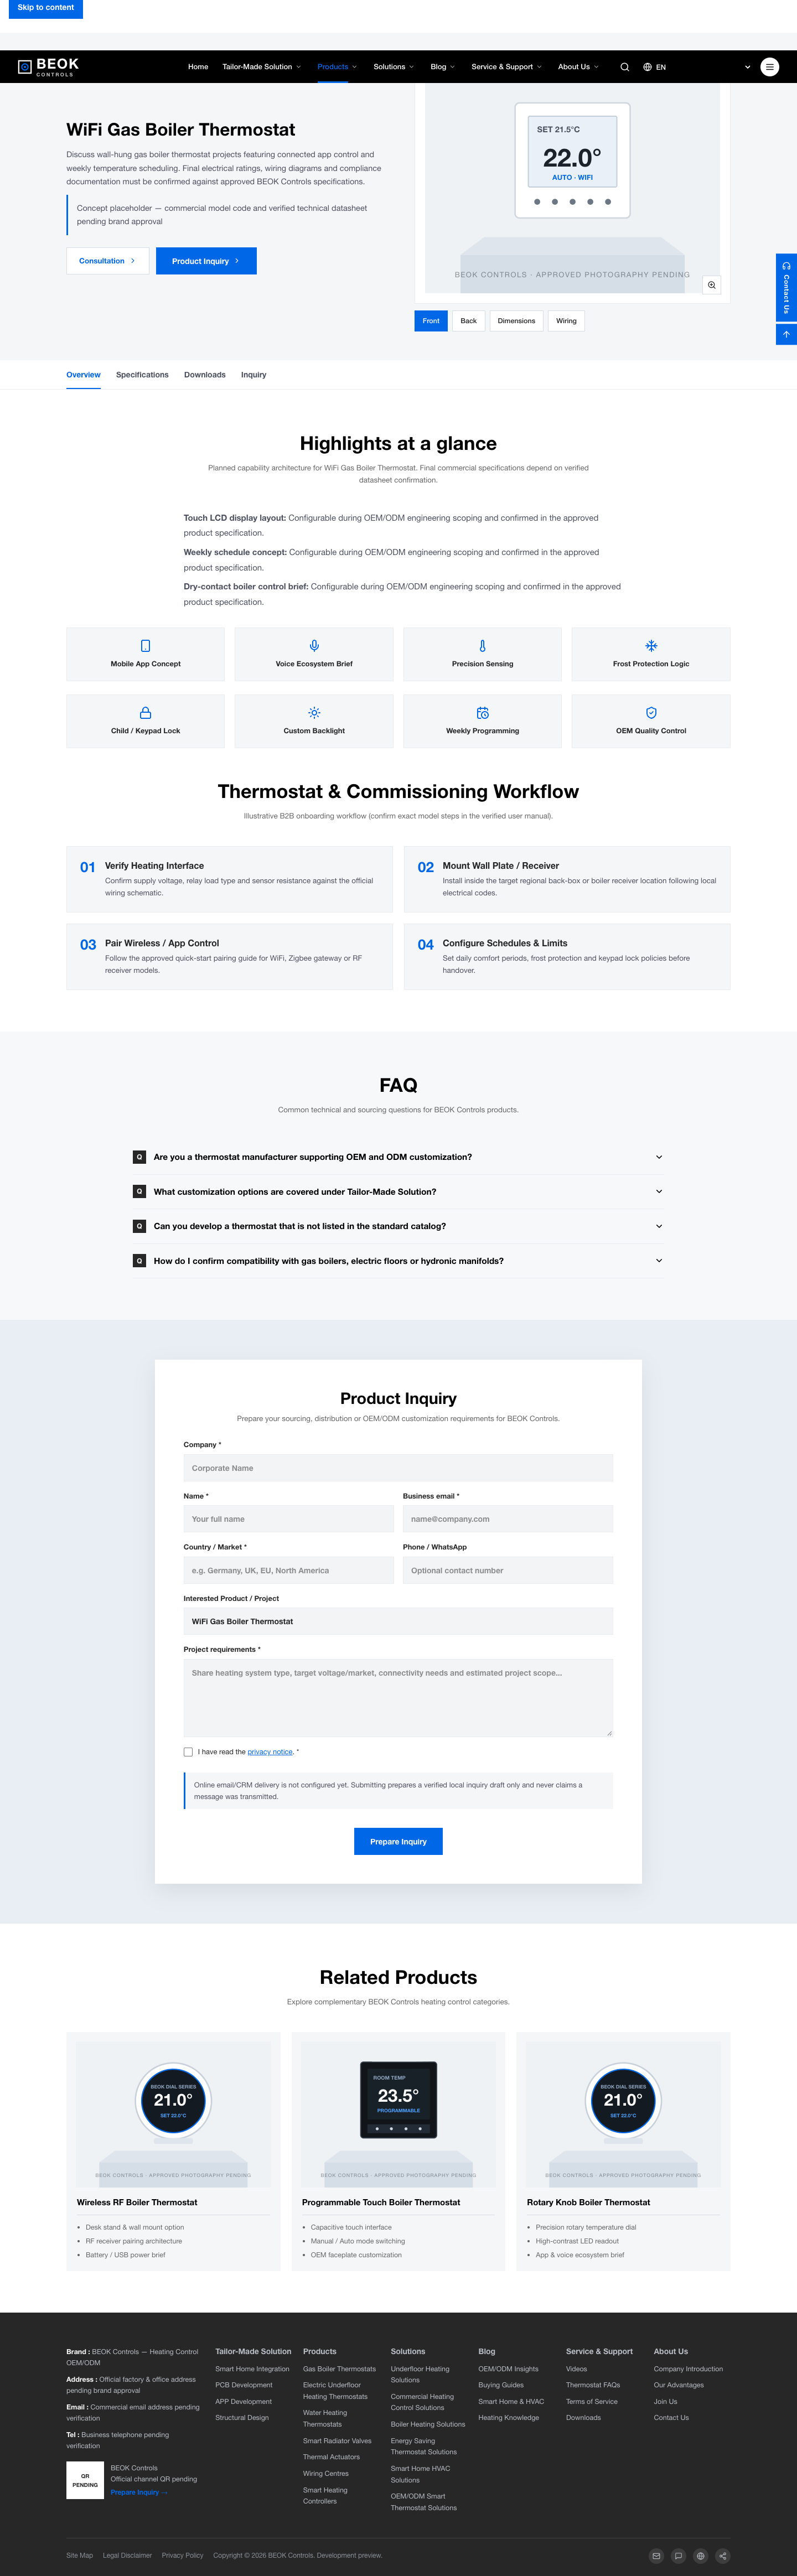 Skip to content
BEOK
CONTROLS
Home
Tailor-Made Solution
Products
Solutions
Blog
Service & Support
About Us
EN
WiFi Gas Boiler Thermostat
Discuss wall-hung gas boiler thermostat projects featuring connected app control and
weekly temperature scheduling. Final electrical ratings, wiring diagrams and compliance
documentation must be confirmed against approved BEOK Controls specifications.
Concept placeholder — commercial model code and verified technical datasheet
pending brand approval
Consultation
Product Inquiry
SET 21.5°C
22.0°
AUTO · WIFI
BEOK CONTROLS · APPROVED PHOTOGRAPHY PENDING
Front
Back
Dimensions
Wiring
Contact Us
Overview
Specifications
Downloads
Inquiry
Highlights at a glance
Planned capability architecture for WiFi Gas Boiler Thermostat. Final commercial specifications depend on verified
datasheet confirmation.
Touch LCD display layout: Configurable during OEM/ODM engineering scoping and confirmed in the approved
product specification.
Weekly schedule concept: Configurable during OEM/ODM engineering scoping and confirmed in the approved
product specification.
Dry-contact boiler control brief: Configurable during OEM/ODM engineering scoping and confirmed in the approved
product specification.
Mobile App Concept
Voice Ecosystem Brief
Precision Sensing
Frost Protection Logic
Child / Keypad Lock
Custom Backlight
Weekly Programming
OEM Quality Control
Thermostat & Commissioning Workflow
Illustrative B2B onboarding workflow (confirm exact model steps in the verified user manual).
01
Verify Heating Interface
Confirm supply voltage, relay load type and sensor resistance against the official
wiring schematic.
02
Mount Wall Plate / Receiver
Install inside the target regional back-box or boiler receiver location following local
electrical codes.
03
Pair Wireless / App Control
Follow the approved quick-start pairing guide for WiFi, Zigbee gateway or RF
receiver models.
04
Configure Schedules & Limits
Set daily comfort periods, frost protection and keypad lock policies before
handover.
FAQ
Common technical and sourcing questions for BEOK Controls products.
Q Are you a thermostat manufacturer supporting OEM and ODM customization?
Q What customization options are covered under Tailor-Made Solution?
Q Can you develop a thermostat that is not listed in the standard catalog?
Q How do I confirm compatibility with gas boilers, electric floors or hydronic manifolds?
Product Inquiry
Prepare your sourcing, distribution or OEM/ODM customization requirements for BEOK Controls.
Company *
Corporate Name
Name *
Your full name
Business email *
name@company.com
Country / Market *
e.g. Germany, UK, EU, North America
Phone / WhatsApp
Optional contact number
Interested Product / Project
WiFi Gas Boiler Thermostat
Project requirements *
Share heating system type, target voltage/market, connectivity needs and estimated project scope...
I have read the privacy notice. *
Online email/CRM delivery is not configured yet. Submitting prepares a verified local inquiry draft only and never claims a
message was transmitted.
Prepare Inquiry
Related Products
Explore complementary BEOK Controls heating control categories.
BEOK DIAL SERIES
21.0°
SET 22.0°C
BEOK CONTROLS · APPROVED PHOTOGRAPHY PENDING
Wireless RF Boiler Thermostat
Desk stand & wall mount option
RF receiver pairing architecture
Battery / USB power brief
ROOM TEMP
23.5°
PROGRAMMABLE
BEOK CONTROLS · APPROVED PHOTOGRAPHY PENDING
Programmable Touch Boiler Thermostat
Capacitive touch interface
Manual / Auto mode switching
OEM faceplate customization
BEOK DIAL SERIES
21.0°
SET 22.0°C
BEOK CONTROLS · APPROVED PHOTOGRAPHY PENDING
Rotary Knob Boiler Thermostat
Precision rotary temperature dial
High-contrast LED readout
App & voice ecosystem brief
Brand : BEOK Controls — Heating Control
OEM/ODM
Address : Official factory & office address
pending brand approval
Email : Commercial email address pending
verification
Tel : Business telephone pending
verification
QR
PENDING
BEOK Controls
Official channel QR pending
Prepare Inquiry →
Tailor-Made Solution
Smart Home Integration
PCB Development
APP Development
Structural Design
Products
Gas Boiler Thermostats
Electric Underfloor
Heating Thermostats
Water Heating
Thermostats
Smart Radiator Valves
Thermal Actuators
Wiring Centres
Smart Heating
Controllers
Solutions
Underfloor Heating
Solutions
Commercial Heating
Control Solutions
Boiler Heating Solutions
Energy Saving
Thermostat Solutions
Smart Home HVAC
Solutions
OEM/ODM Smart
Thermostat Solutions
Blog
OEM/ODM Insights
Buying Guides
Smart Home & HVAC
Heating Knowledge
Service & Support
Videos
Thermostat FAQs
Terms of Service
Downloads
About Us
Company Introduction
Our Advantages
Join Us
Contact Us
Site Map
Legal Disclaimer
Privacy Policy
Copyright © 2026 BEOK Controls. Development preview.